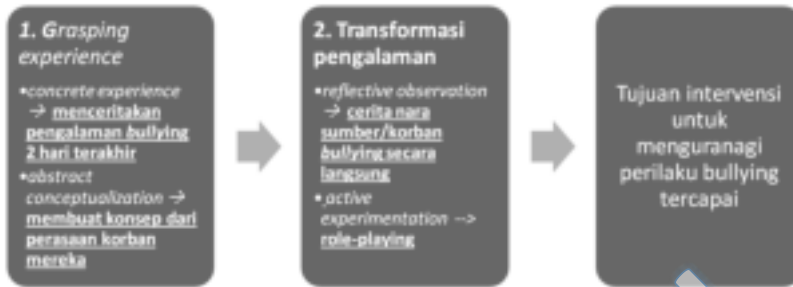 1. Grasping
experience
•concrete experience
→ menceritakan
pengalaman bullying
2 hari terakhir
•abstract
conceptualization →
membuat konsep dari
perasaan korban
mereka
2. Transformasi
pengalaman
•reflective observation
→ cerita nara
sumber/korban
bullying secara
langsung
•active
experimentation -->
role-playing
Tujuan intervensi
untuk
menguranagi
perilaku bullying
tercapai